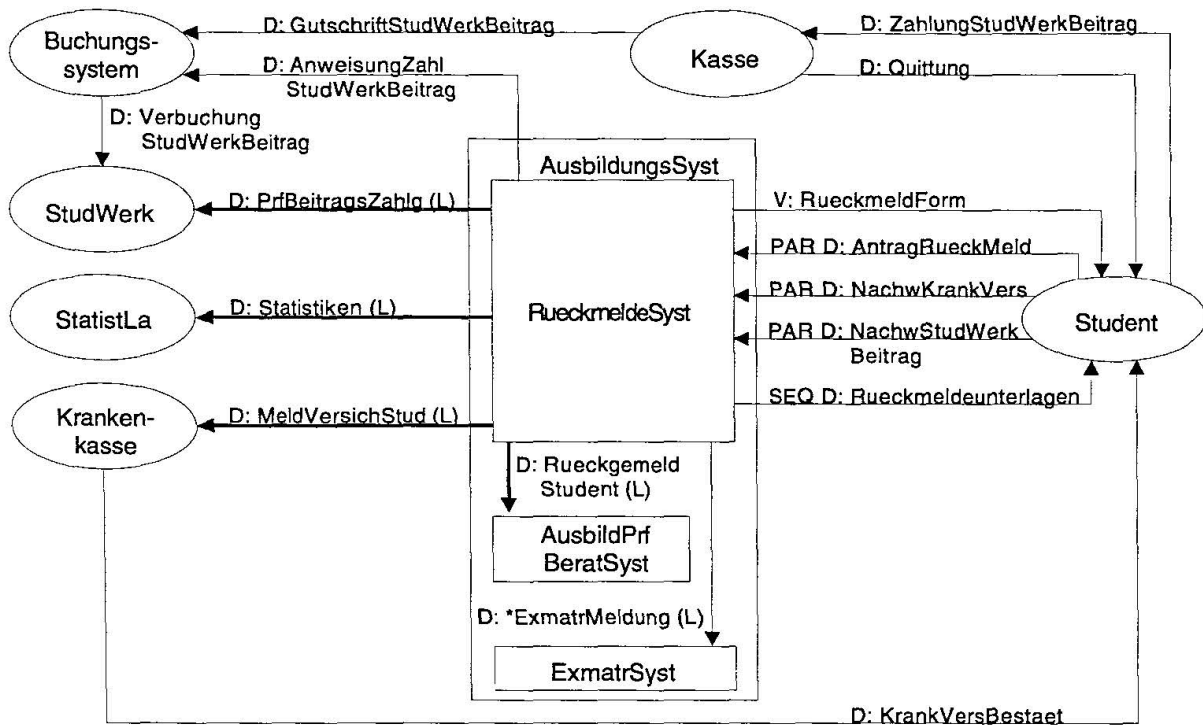 Buchungs-
system
D: GutschriftStudWerkBeitrag
Kasse
D: ZahlungStudWerkBeitrag
D: Quittung
D: AnweisungZahl
StudWerkBeitrag
D: Verbuchung
StudWerkBeitrag
AusbildungsSyst
StudWerk
D: PrfBeitragsZahlg (L)
V: RueckmeldForm
PAR D: AntragRueckMeld
StatistLa
D: Statistiken (L)
RueckmeldeSyst
PAR D: NachwKrankVers
Student
PAR D: NachwStudWerk
Beitrag
Kranken-
kasse
D: MeldVersichStud (L)
SEQ D: Rueckmeldeunterlagen
D: Rueckgemeld
Student (L)
AusbildPrf
BeratSyst
D: *ExmatrMeldung (L)
ExmatrSyst
D: KrankVersBestaet